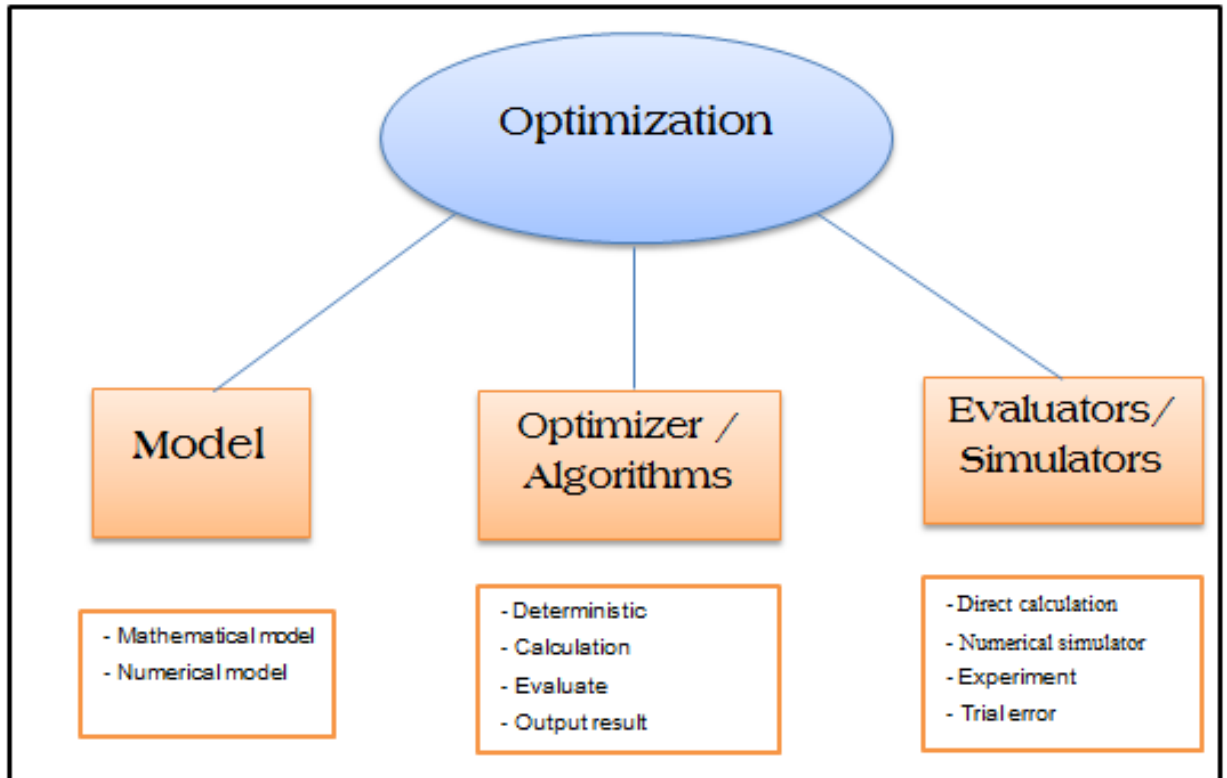 Optimization
Model
Optimizer /
Algorithms
Evaluators/
Simulators
- Mathematical model
- Numerical model
- Deterministic
- Calculation
- Evaluate
- Output result
- Direct calculation
- Numerical simulator
- Experiment
- Trial error